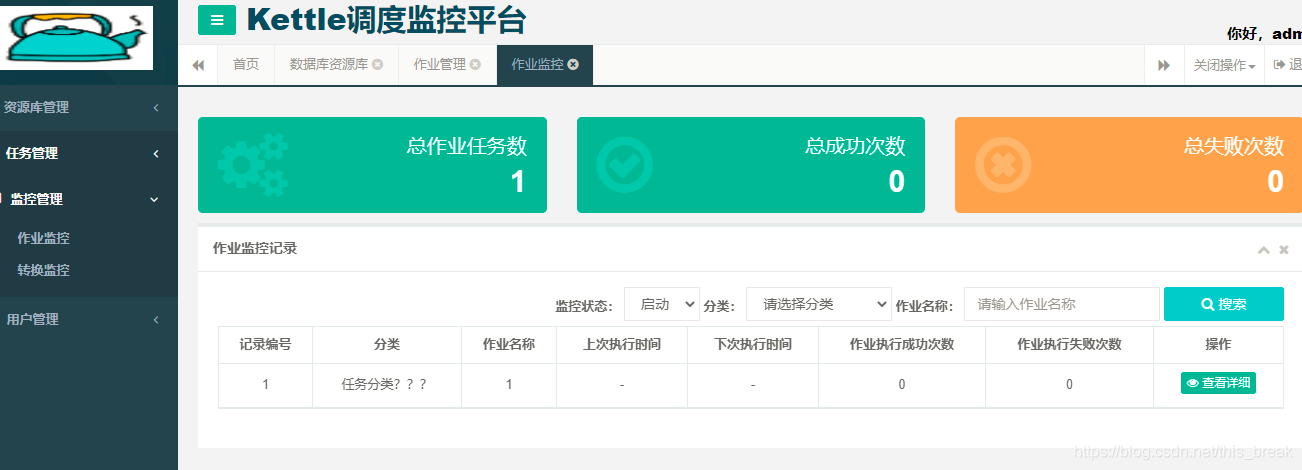 Kettle调度监控平台
你好，adm
首页
数据库资源库
作业管理
作业监控
关闭操作
退
资源库管理
任务管理
监控管理
作业监控
转换监控
用户管理
总作业任务数
1
总成功次数
0
总失败次数
0
作业监控记录
监控状态： 启动 分类： 请选择分类 作业名称： 请输入作业名称 搜索
记录编号 分类 作业名称 上次执行时间 下次执行时间 作业执行成功次数 作业执行失败次数 操作
1 任务分类？？？ 1 - - 0 0 查看详细
https://blog.csdn.net/this_break